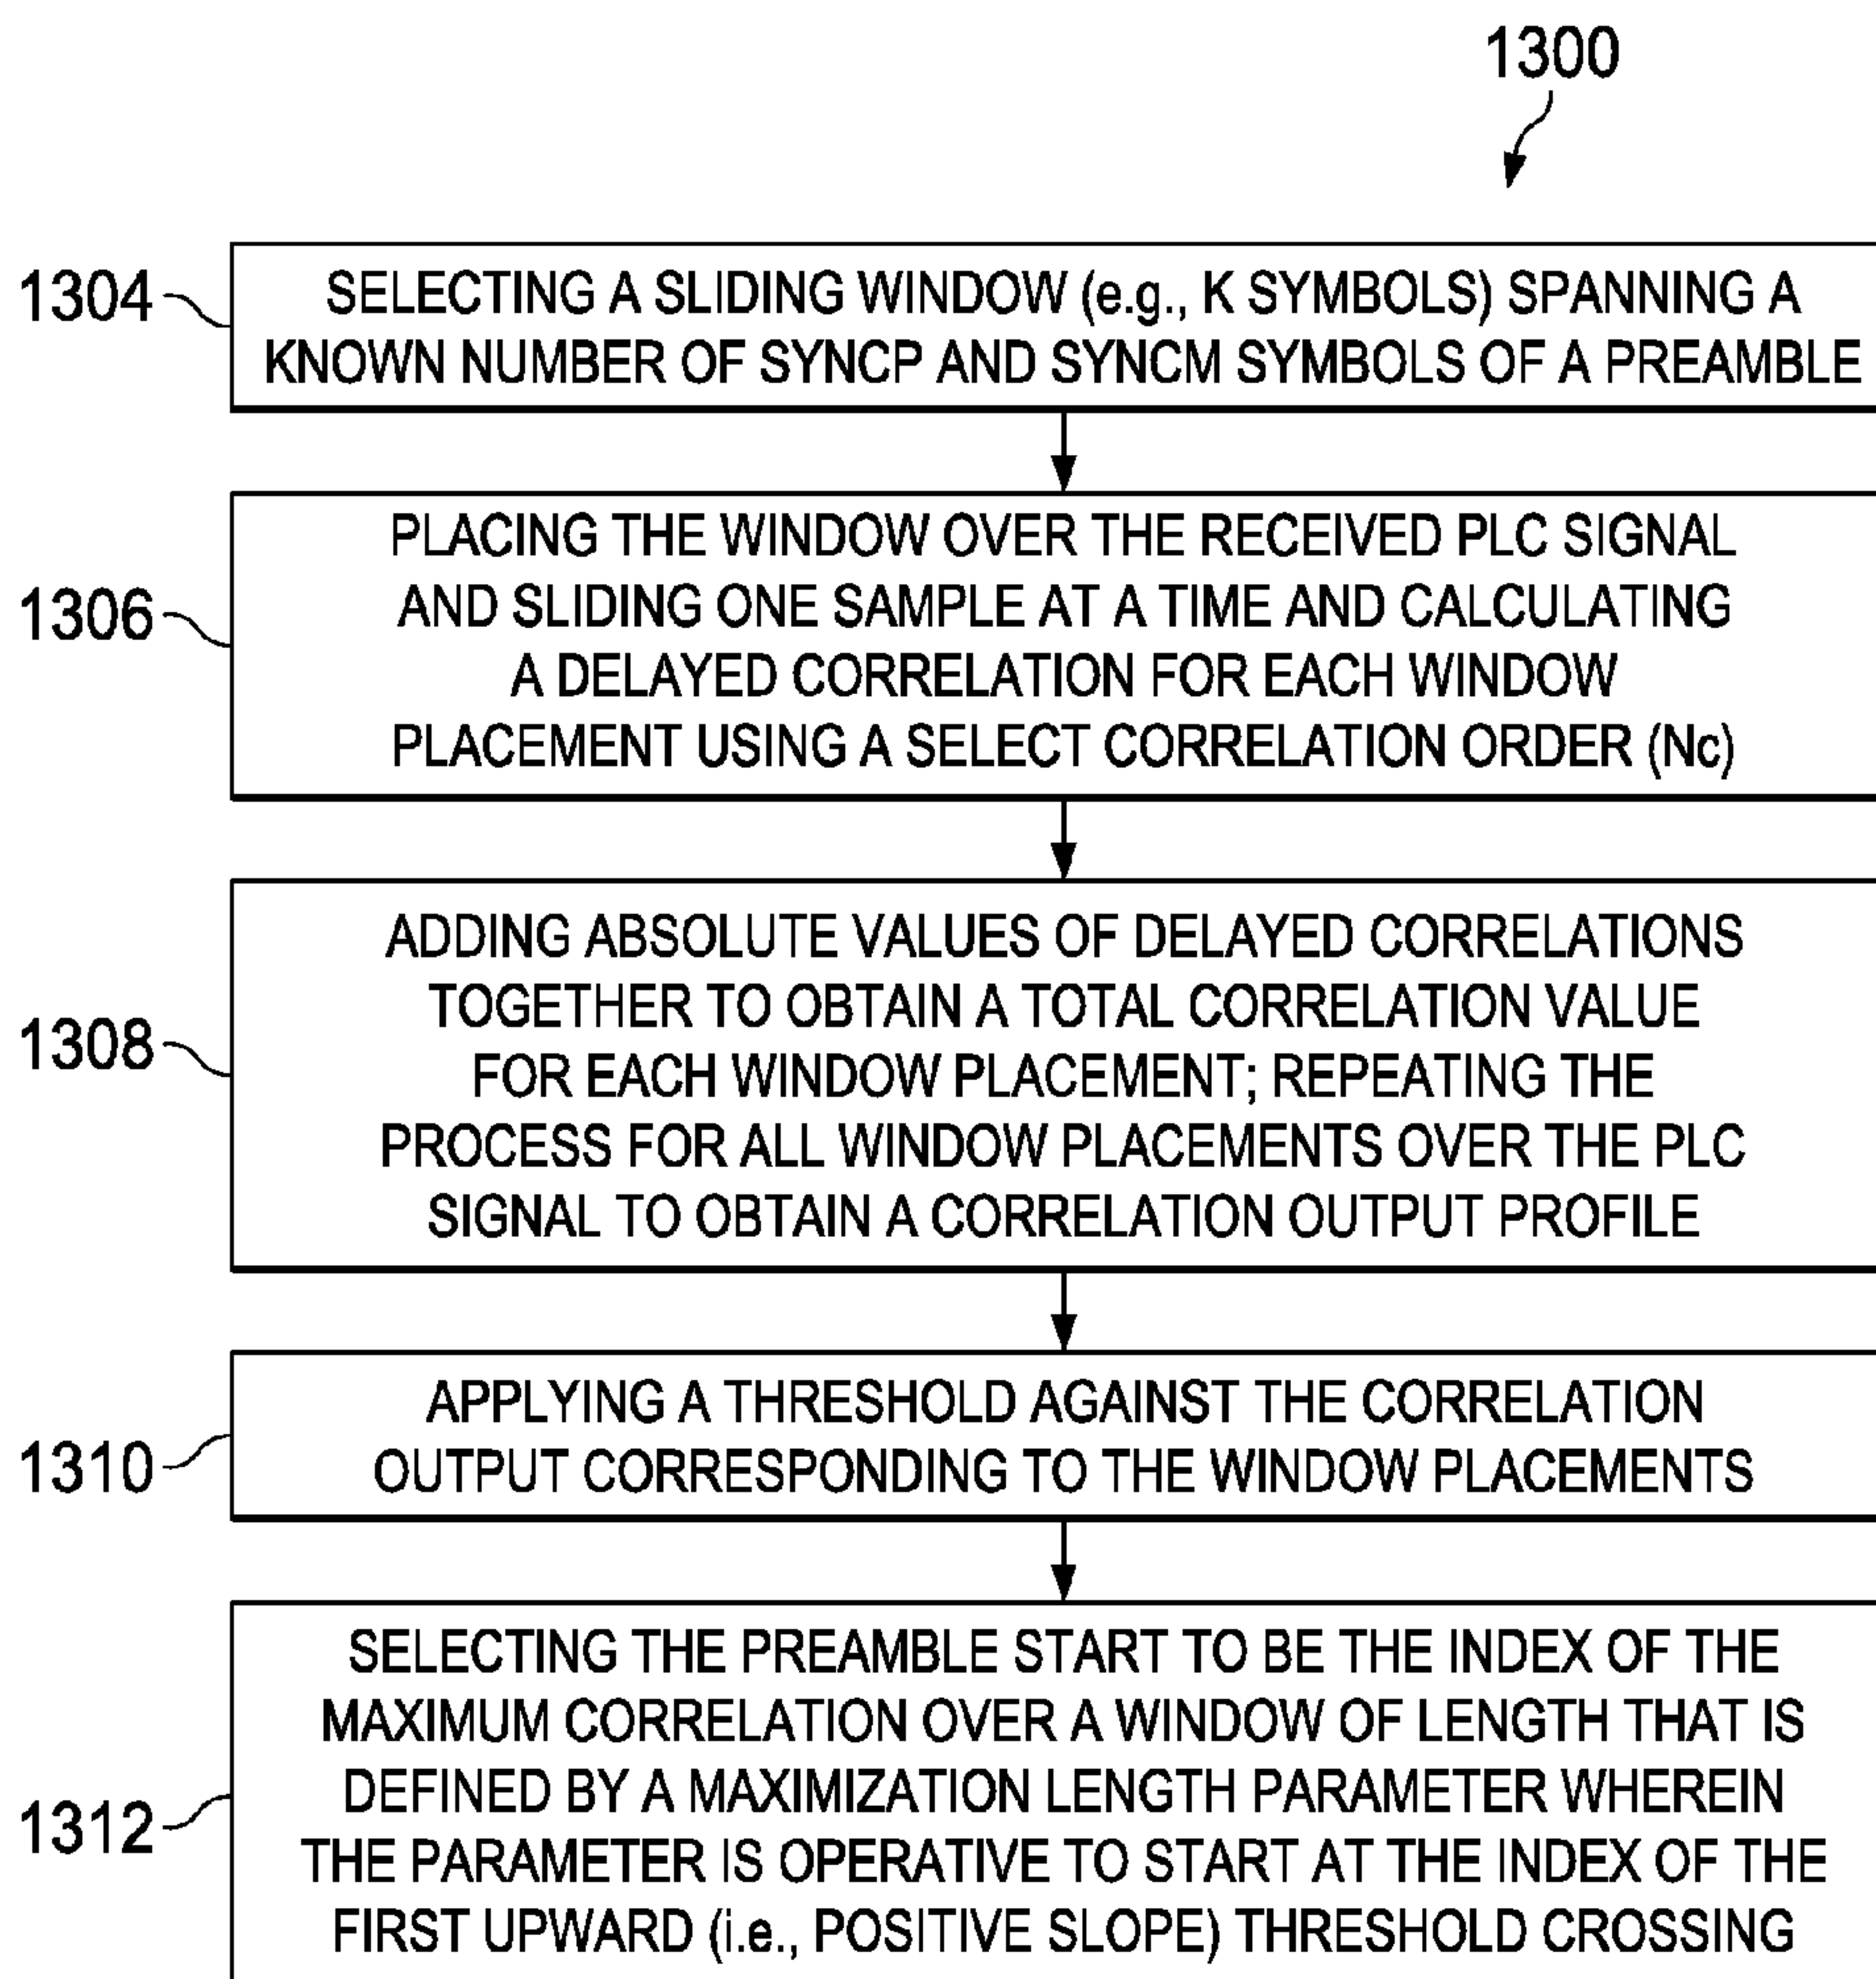 1300
1304
SELECTING A SLIDING WINDOW (e.g., K SYMBOLS) SPANNING A
KNOWN NUMBER OF SYNCP AND SYNCM SYMBOLS OF A PREAMBLE
1306
PLACING THE WINDOW OVER THE RECEIVED PLC SIGNAL
AND SLIDING ONE SAMPLE AT A TIME AND CALCULATING
A DELAYED CORRELATION FOR EACH WINDOW
PLACEMENT USING A SELECT CORRELATION ORDER (Nc)
1308
ADDING ABSOLUTE VALUES OF DELAYED CORRELATIONS
TOGETHER TO OBTAIN A TOTAL CORRELATION VALUE
FOR EACH WINDOW PLACEMENT; REPEATING THE
PROCESS FOR ALL WINDOW PLACEMENTS OVER THE PLC
SIGNAL TO OBTAIN A CORRELATION OUTPUT PROFILE
1310
APPLYING A THRESHOLD AGAINST THE CORRELATION
OUTPUT CORRESPONDING TO THE WINDOW PLACEMENTS
1312
SELECTING THE PREAMBLE START TO BE THE INDEX OF THE
MAXIMUM CORRELATION OVER A WINDOW OF LENGTH THAT IS
DEFINED BY A MAXIMIZATION LENGTH PARAMETER WHEREIN
THE PARAMETER IS OPERATIVE TO START AT THE INDEX OF THE
FIRST UPWARD (i.e., POSITIVE SLOPE) THRESHOLD CROSSING